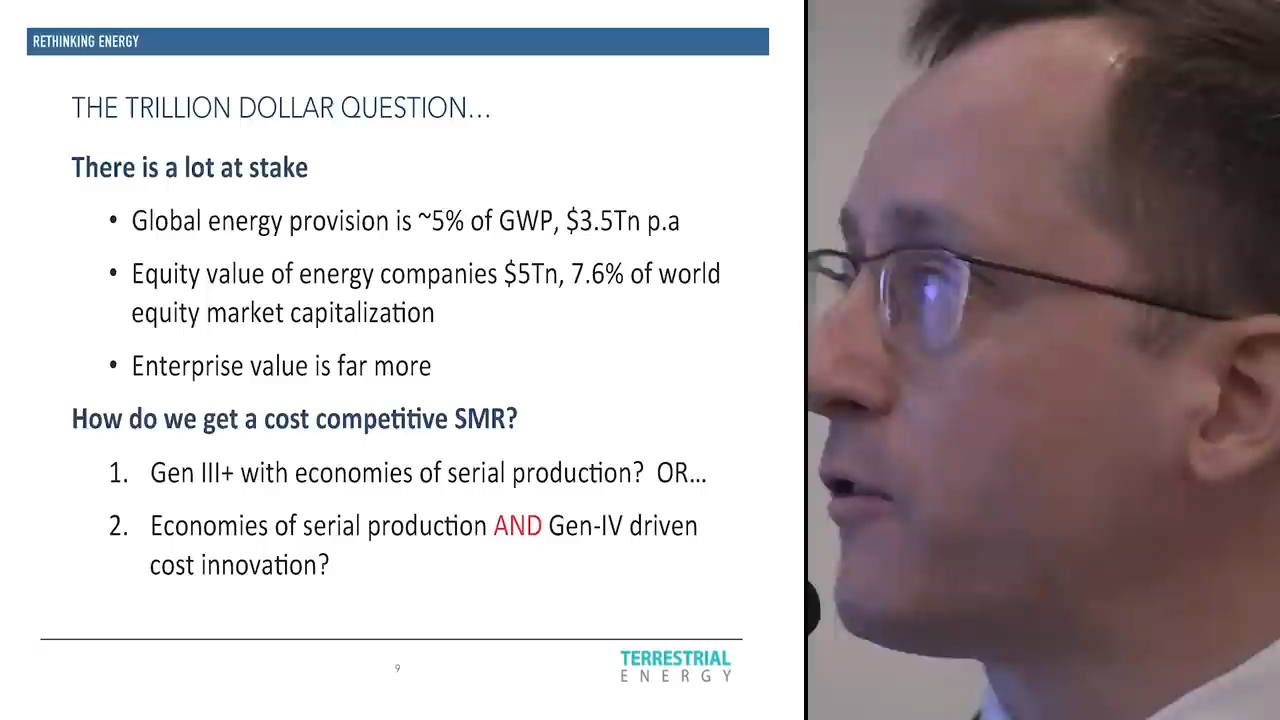 RETHINKING ENERGY
THE TRILLION DOLLAR QUESTION...
There is a lot at stake
• Global energy provision is ~5% of GWP, $3.5Tn p.a
• Equity value of energy companies $5Tn, 7.6% of world
equity market capitalization
• Enterprise value is far more
How do we get a cost competitive SMR?
1. Gen III+ with economies of serial production? OR...
2. Economies of serial production AND Gen-IV driven
cost innovation?
9
TERRESTRIAL
ENERGY